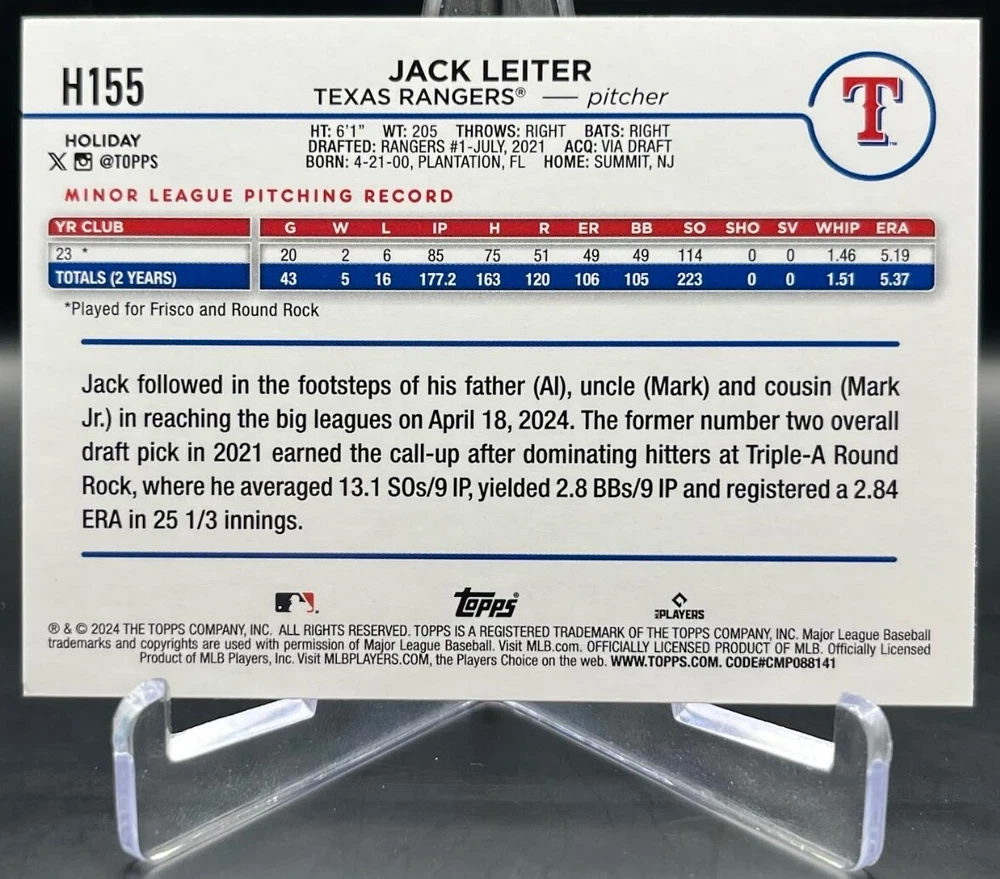 H155
JACK LEITER
TEXAS RANGERS® — pitcher
T
TM
HOLIDAY
X @TOPPS
HT: 6'1" WT: 205 THROWS: RIGHT BATS: RIGHT
DRAFTED: RANGERS #1-JULY, 2021 ACQ: VIA DRAFT
BORN: 4-21-00, PLANTATION, FL HOME: SUMMIT, NJ
MINOR LEAGUE PITCHING RECORD
YR CLUB G W L IP H R ER BB SO SHO SV WHIP ERA
23 * 20 2 6 85 75 51 49 49 114 0 0 1.46 5.19
TOTALS (2 YEARS) 43 5 16 177.2 163 120 106 105 223 0 0 1.51 5.37
*Played for Frisco and Round Rock
Jack followed in the footsteps of his father (Al), uncle (Mark) and cousin (Mark
Jr.) in reaching the big leagues on April 18, 2024. The former number two overall
draft pick in 2021 earned the call-up after dominating hitters at Triple-A Round
Rock, where he averaged 13.1 SOs/9 IP, yielded 2.8 BBs/9 IP and registered a 2.84
ERA in 25 1/3 innings.
Topps®
PLAYERS
® & © 2024 THE TOPPS COMPANY, INC. ALL RIGHTS RESERVED. TOPPS IS A REGISTERED TRADEMARK OF THE TOPPS COMPANY, INC. Major League Baseball
trademarks and copyrights are used with permission of Major League Baseball. Visit MLB.com. OFFICIALLY LICENSED PRODUCT OF MLB. Officially Licensed
Product of MLB Players, Inc. Visit MLBPLAYERS.COM, the Players Choice on the web. WWW.TOPPS.COM. CODE#CMP088141